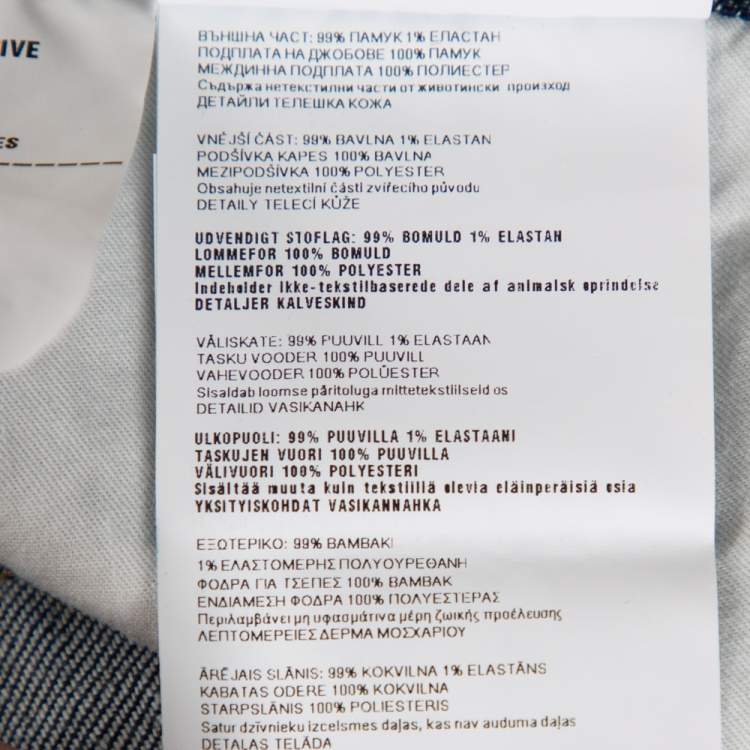 IVE
ES
ВЪНШНА ЧАСТ: 99% ПАМУК 1% ЕЛАСТАН
ПОДПЛАТА НА ДЖОБОВЕ 100% ПАМУК
МЕЖДИННА ПОДПЛАТА 100% ПОЛИЕСТЕР
Съдържа нетекстилни части от животински произход
ДЕТАЙЛИ ТЕЛЕШКА КОЖА
VNĚJŠÍ ČÁST: 99% BAVLNA 1% ELASTAN
PODŠÍVKA KAPES 100% BAVLNA
MEZIPODŠÍVKA 100% POLYESTER
Obsahuje netextilní části zvířecího původu
DETAILY TELECÍ KŮŽE
UDVENDIGT STOFLAG: 99% BOMULD 1% ELASTAN
LOMMEFOR 100% BOMULD
MELLEMFOR 100% POLYESTER
Indeholder ikke-tekstilbaserede dele af animalsk oprindelse
DETALJER KALVESKIND
VÄLISKATE: 99% PUUVILL 1% ELASTAAN
TASKU VOODER 100% PUUVILL
VAHEVOODER 100% POLÜESTER
Sisaldab loomse päritoluga mittetekstiilseid os
DETAILID VASIKANAHK
ULKOPUOLI: 99% PUUVILLA 1% ELASTAANI
TASKUJEN VUORI 100% PUUVILLA
VÄLIVUORI 100% POLYESTERI
Sisältää muuta kuin tekstiillä olevia eläinperäisiä osia
YKSITYISKOHDAT VASIKANNAHKA
ΕΞΩΤΕΡΙΚΟ: 99% ΒΑΜΒΑΚΙ
1% ΕΛΑΣΤΟΜΕΡΗΣ ΠΟΛΥΟΥΡΕΘΑΝΗ
ΦΟΔΡΑ ΓΙΑ ΤΣΕΠΕΣ 100% ΒΑΜΒΑΚ
ΕΝΔΙΑΜΕΣΗ ΦΟΔΡΑ 100% ΠΟΛΥΕΣΤΕΡΑΣ
Περιλαμβάνει μη υφασμάτινα μέρη ζωικής προέλευσης
ΛΕΠΤΟΜΕΡΕΙΕΣ ΔΕΡΜΑ ΜΟΣΧΑΡΙΟΥ
ĀRĒJAIS SLĀNIS: 99% KOKVILNA 1% ELASTĀNS
KABATAS ODERE 100% KOKVILNA
STARPSLĀNIS 100% POLIESTERIS
Satur dzīvnieku izcelsmes daļas, kas nav auduma daļas
DETAĻAS TEĻĀDA